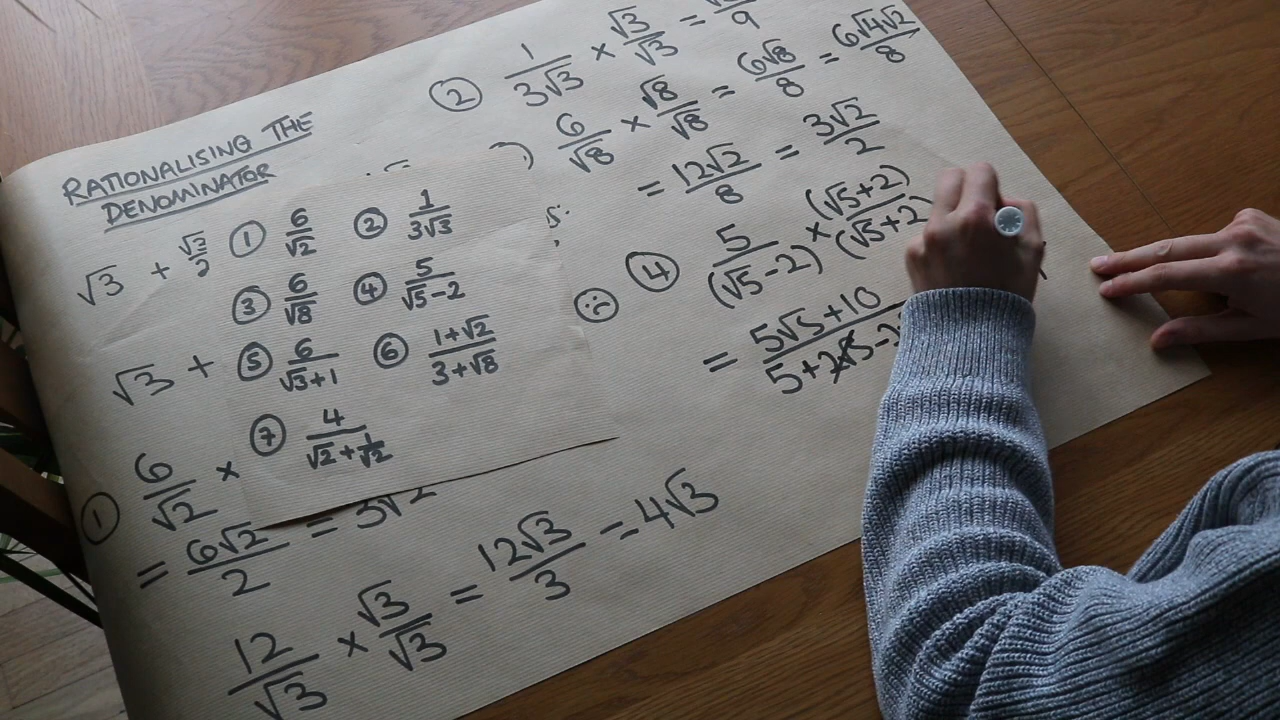 RATIONALISING THE
DENOMINATOR
√3 + √3/2
√3 +
① 6/√2 ② 1/(3√3)
③ 6/√8 ④ 5/(√5-2)
⑤ 6/(√3+1) ⑥ (1+√2)/(3+√8)
⑦ 4/(√2+1/√2)
① 6/√2 ×
= 6√2/2 = 3√2
12/√3 × √3/√3 = 12√3/3 = 4√3
② 1/(3√3) × √3/√3 = /9
6/√8 × √8/√8 = 6√8/8 = 6√4√2/8
= 12√2/8 = 3√2/2
④ 5/(√5-2) × (√5+2)/(√5+2)
= (5√5+10)/(5+2√5-2